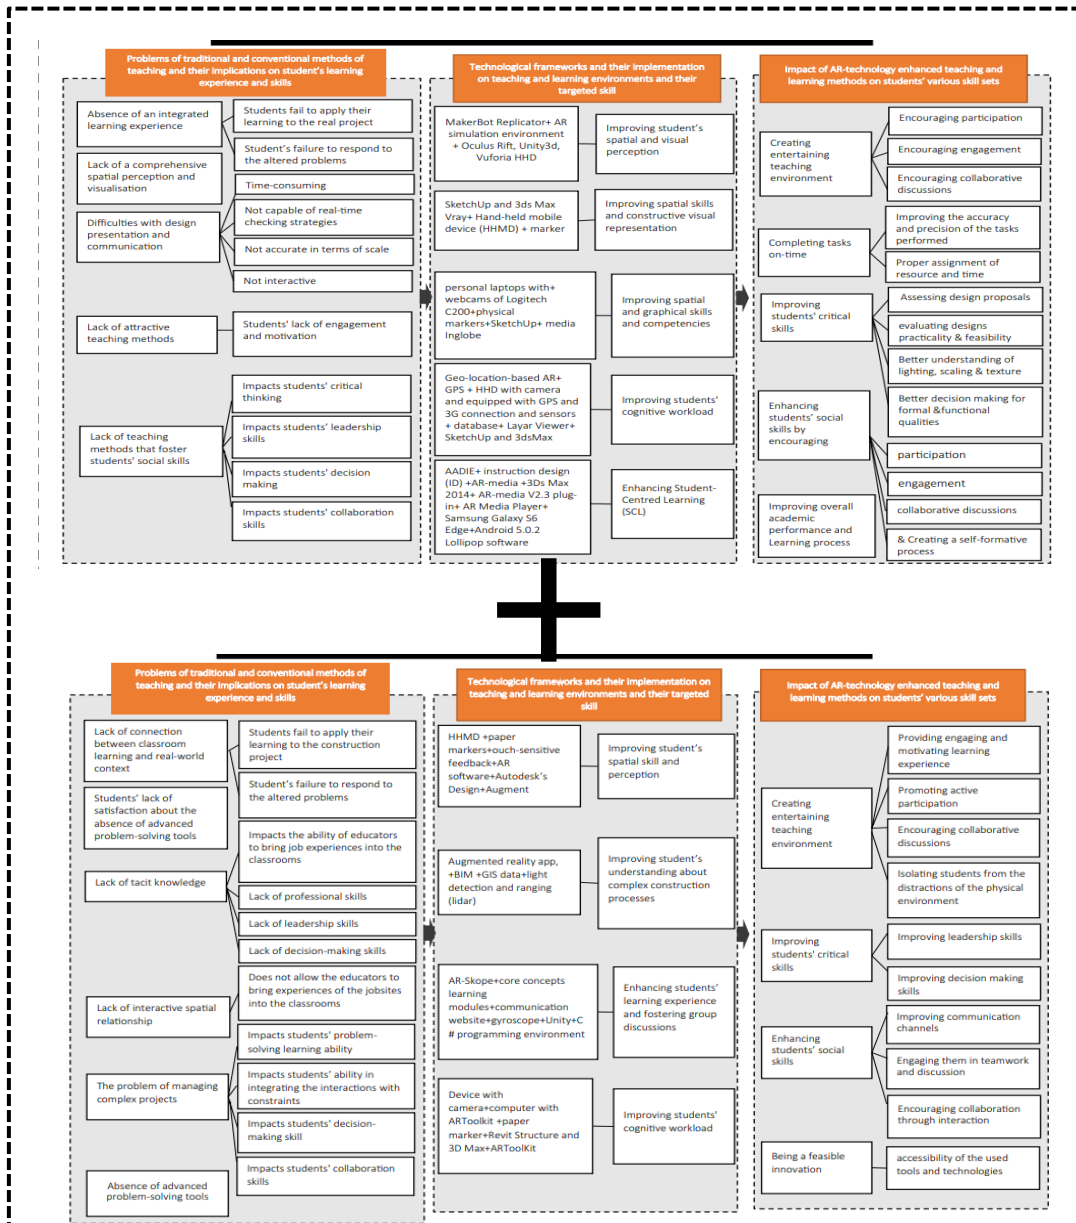 Problems of traditional and conventional methods of
teaching and their implications on student's learning
experience and skills
Absence of an integrated
learning experience
Students fail to apply their
learning to the real project
Student's failure to respond to
the altered problems
Lack of a comprehensive
spatial perception and
visualisation
Difficulties with design
presentation and
communication
Time-consuming
Not capable of real-time
checking strategies
Not accurate in terms of scale
Not interactive
Lack of attractive
teaching methods
Students' lack of engagement
and motivation
Lack of teaching
methods that foster
students' social skills
Impacts students' critical
thinking
Impacts students' leadership
skills
Impacts students' decision
making
Impacts students' collaboration
skills
Technological frameworks and their implementation
on teaching and learning environments and their
targeted skill
MakerBot Replicator+ AR
simulation environment
+ Oculus Rift, Unity3d,
Vuforia HHD
Improving student's
spatial and visual
perception
SketchUp and 3ds Max
Vray+ Hand-held mobile
device (HHMD) + marker
Improving spatial skills
and constructive visual
representation
personal laptops with+
webcams of Logitech
C200+physical
markers+SketchUp+ media
Inglobe
Improving spatial
and graphical skills and
competencies
Geo-location-based AR+
GPS + HHD with camera
and equipped with GPS and
3G connection and sensors
+ database+ Layar Viewer+
SketchUp and 3dsMax
Improving students'
cognitive workload
AADIE+ instruction design
(ID) +AR-media +3Ds Max
2014+ AR-media V2.3 plug-
in+ AR Media Player+
Samsung Galaxy S6
Edge+Android 5.0.2
Lollipop software
Enhancing Student-
Centred Learning
(SCL)
Impact of AR-technology enhanced teaching and
learning methods on students' various skill sets
Creating
entertaining
teaching
environment
Encouraging participation
Encouraging engagement
Encouraging collaborative
discussions
Completing tasks
on-time
Improving the accuracy
and precision of the tasks
performed
Proper assignment of
resource and time
Improving
students' critical
skills
Assessing design proposals
evaluating designs
practicality & feasibility
Better understanding of
lighting, scaling & texture
Better decision making for
formal &functional
qualities
Enhancing
students' social
skills by
encouraging
participation
engagement
collaborative discussions
& Creating a self-formative
process
Improving overall
academic
performance and
Learning process
Problems of traditional and conventional methods of
teaching and their implications on student's learning
experience and skills
Lack of connection
between classroom
learning and real-world
context
Students fail to apply their
learning to the construction
project
Student's failure to respond to
the altered problems
Students' lack of
satisfaction about the
absence of advanced
problem-solving tools
Lack of tacit knowledge
Impacts the ability of educators
to bring job experiences into the
classrooms
Lack of professional skills
Lack of leadership skills
Lack of decision-making skills
Lack of interactive spatial
relationship
Does not allow the educators to
bring experiences of the jobsites
into the classrooms
The problem of managing
complex projects
Impacts students' problem-
solving learning ability
Impacts students' ability in
integrating the interactions with
constraints
Impacts students' decision-
making skill
Impacts students' collaboration
skills
Absence of advanced
problem-solving tools
Technological frameworks and their implementation on
teaching and learning environments and their targeted
skill
HHMD +paper
markers+ouch-sensitive
feedback+AR
software+Autodesk's
Design+Augment
Improving student's
spatial skill and
perception
Augmented reality app,
+BIM +GIS data+light
detection and ranging
(lidar)
Improving student's
understanding about
complex construction
processes
AR-Skope+core concepts
learning
modules+communication
website+gyroscope+Unity+C
# programming environment
Enhancing students'
learning experience
and fostering group
discussions
Device with
camera+computer with
ARToolkit +paper
marker+Revit Structure and
3D Max+ARToolKit
Improving students'
cognitive workload
Impact of AR-technology enhanced teaching and
learning methods on students' various skill sets
Creating
entertaining
teaching
environment
Providing engaging and
motivating learning
experience
Promoting active
participation
Encouraging collaborative
discussions
Isolating students from the
distractions of the physical
environment
Improving
students' critical
skills
Improving leadership skills
Improving decision making
skills
Enhancing
students' social
skills
Improving communication
channels
Engaging them in teamwork
and discussion
Encouraging collaboration
through interaction
Being a feasible
innovation
accessibility of the used
tools and technologies